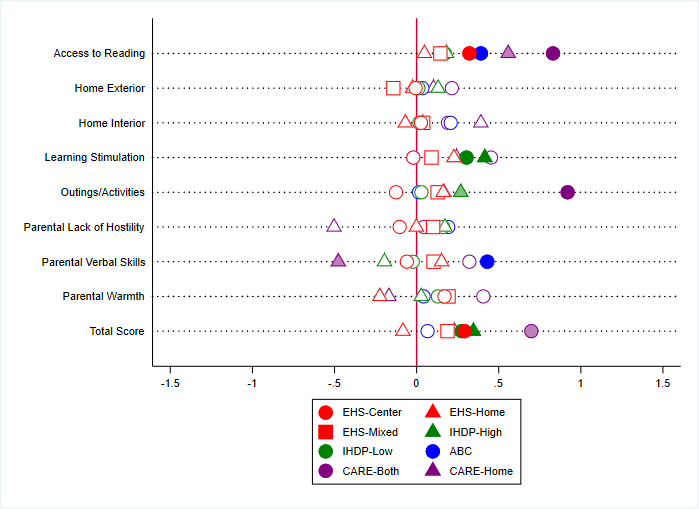 Access to Reading
Home Exterior
Home Interior
Learning Stimulation
Outings/Activities
Parental Lack of Hostility
Parental Verbal Skills
Parental Warmth
Total Score
-1.5 -1 -.5 0 .5 1 1.5
EHS-Center EHS-Home
EHS-Mixed IHDP-High
IHDP-Low ABC
CARE-Both CARE-Home